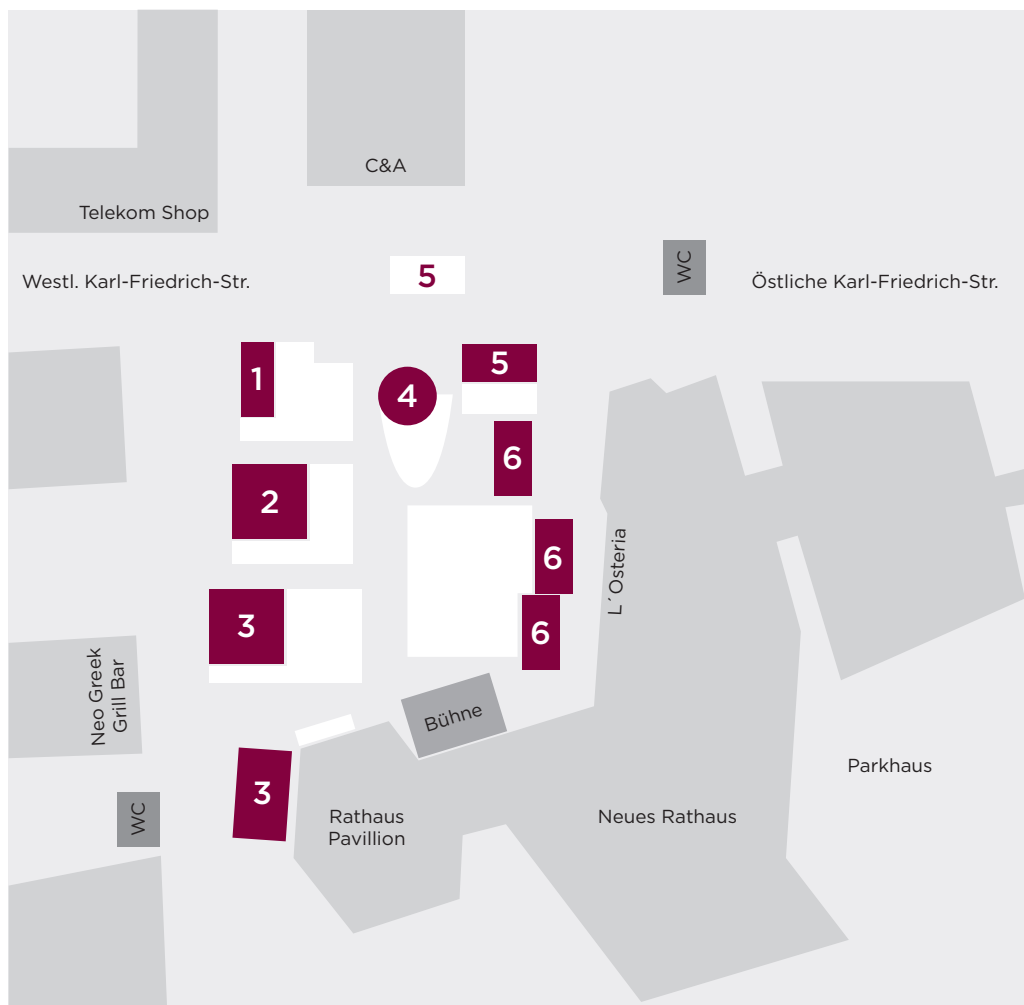 C&A
Telekom Shop
Westl. Karl-Friedrich-Str.
5
WC
Östliche Karl-Friedrich-Str.
1
4
5
6
2
6
L´Osteria
3
6
Neo Greek
Grill Bar
Bühne
3
WC
Rathaus
Pavillion
Neues Rathaus
Parkhaus